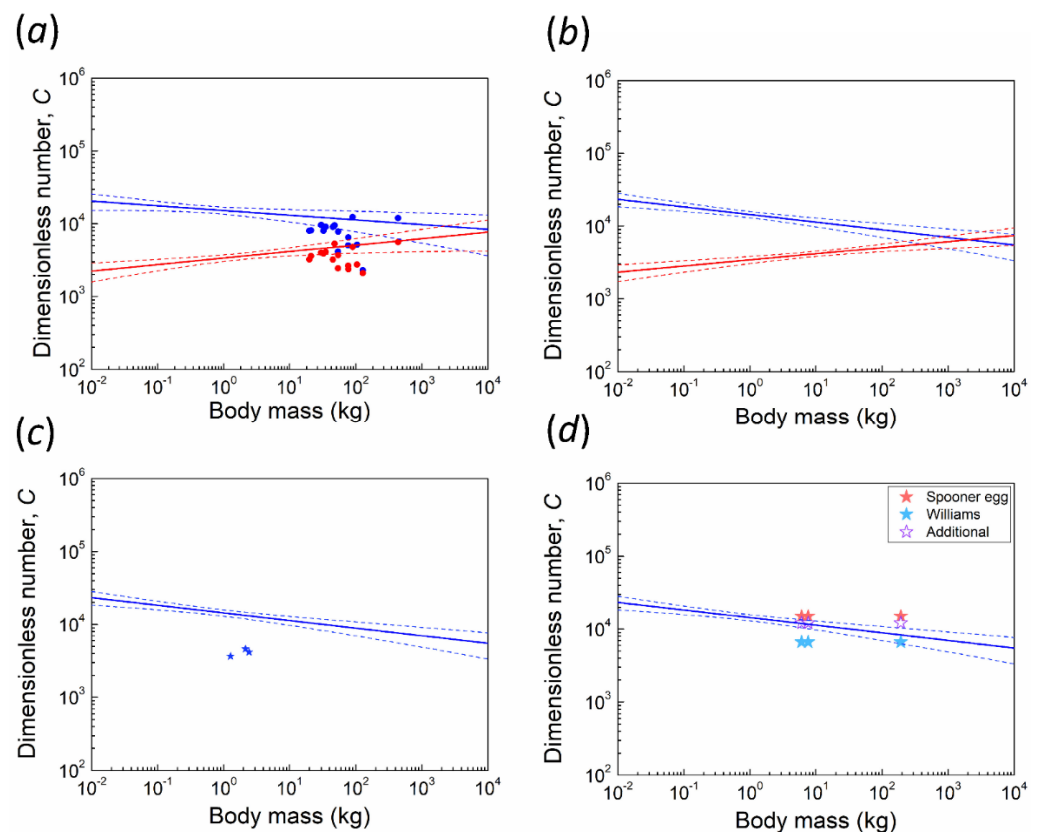 (a)
10^6
10^5
10^4
10^3
10^2
Dimensionless number, C
10^-2 10^-1 10^0 10^1 10^2 10^3 10^4
Body mass (kg)
(b)
10^6
10^5
10^4
10^3
10^2
Dimensionless number, C
10^-2 10^-1 10^0 10^1 10^2 10^3 10^4
Body mass (kg)
(c)
10^6
10^5
10^4
10^3
10^2
Dimensionless number, C
10^-2 10^-1 10^0 10^1 10^2 10^3 10^4
Body mass (kg)
(d)
10^6
10^5
10^4
10^3
10^2
Dimensionless number, C
Spooner egg
Williams
Additional
10^-2 10^-1 10^0 10^1 10^2 10^3 10^4
Body mass (kg)